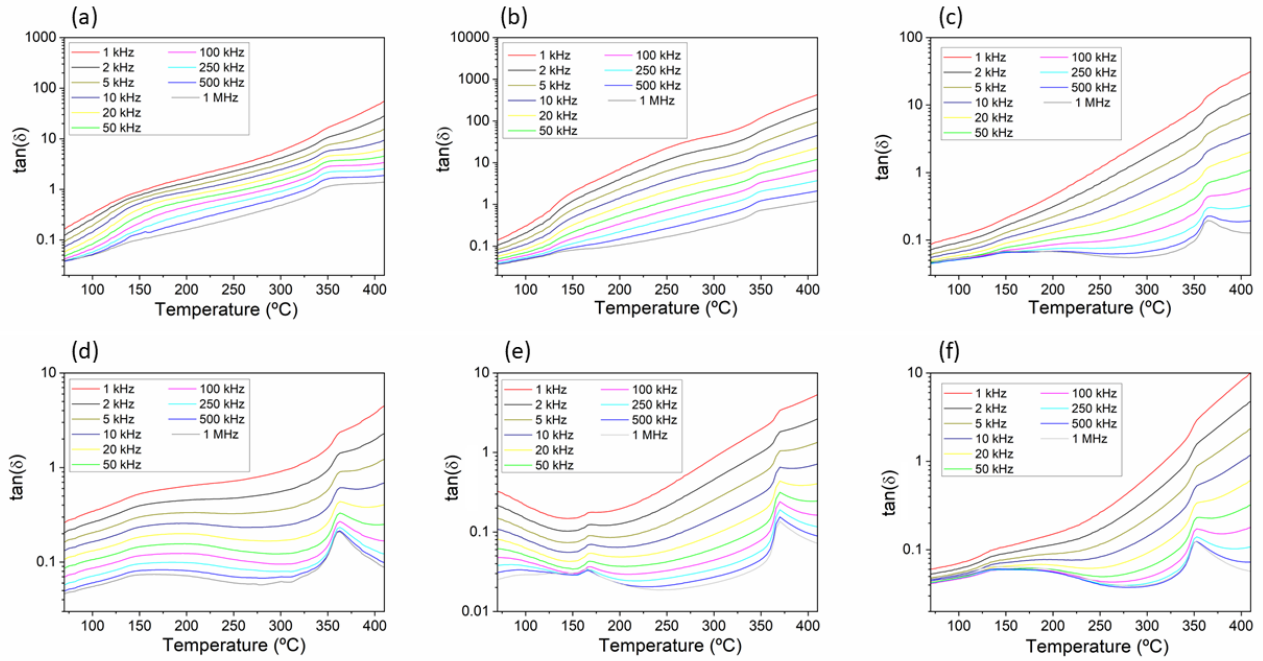 (a)
1000
100
10
1
0.1
tan(δ)
1 kHz
2 kHz
5 kHz
10 kHz
20 kHz
50 kHz
100 kHz
250 kHz
500 kHz
1 MHz
100 150 200 250 300 350 400
Temperature (ºC)
(b)
10000
1000
100
10
1
0.1
tan(δ)
1 kHz
2 kHz
5 kHz
10 kHz
20 kHz
50 kHz
100 kHz
250 kHz
500 kHz
1 MHz
100 150 200 250 300 350 400
Temperature (ºC)
(c)
100
10
1
0.1
tan(δ)
1 kHz
2 kHz
5 kHz
10 kHz
20 kHz
50 kHz
100 kHz
250 kHz
500 kHz
1 MHz
100 150 200 250 300 350 400
Temperature (ºC)
(d)
10
1
0.1
tan(δ)
1 kHz
2 kHz
5 kHz
10 kHz
20 kHz
50 kHz
100 kHz
250 kHz
500 kHz
1 MHz
100 150 200 250 300 350 400
Temperature (ºC)
(e)
10
1
0.1
0.01
tan(δ)
1 kHz
2 kHz
5 kHz
10 kHz
20 kHz
50 kHz
100 kHz
250 kHz
500 kHz
1 MHz
100 150 200 250 300 350 400
Temperature (ºC)
(f)
10
1
0.1
tan(δ)
1 kHz
2 kHz
5 kHz
10 kHz
20 kHz
50 kHz
100 kHz
250 kHz
500 kHz
1 MHz
100 150 200 250 300 350 400
Temperature (ºC)